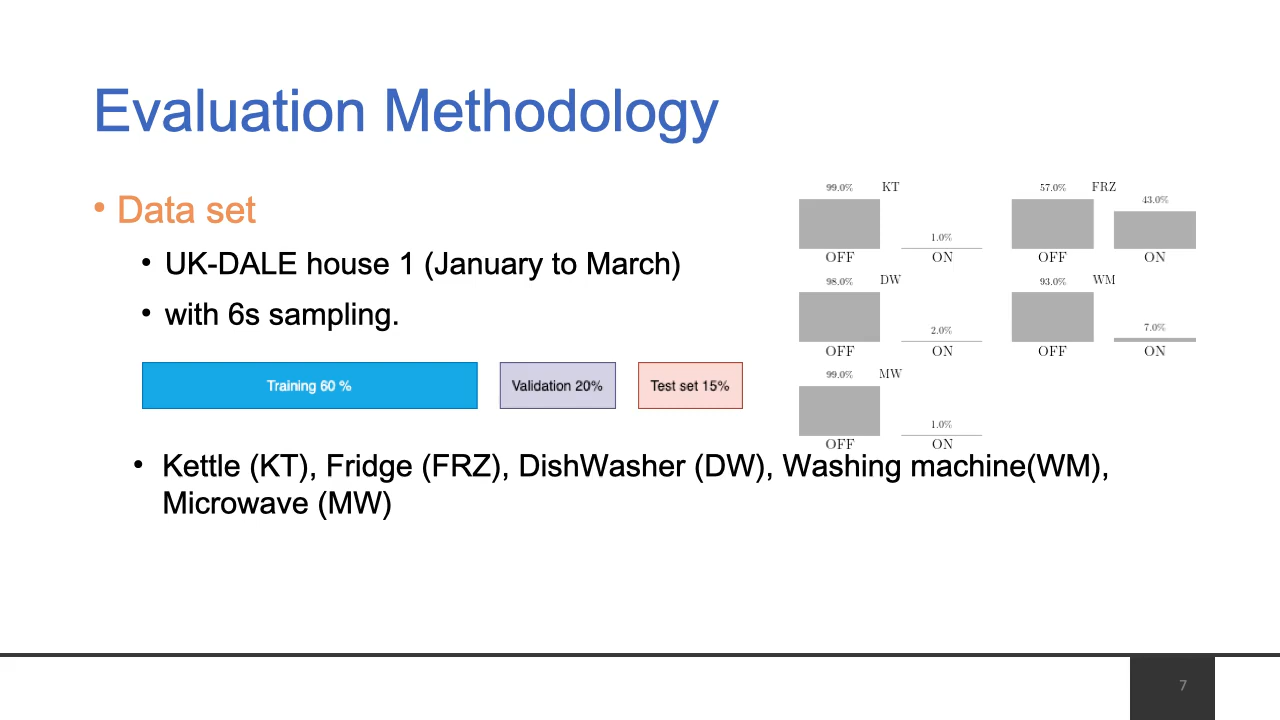 Evaluation Methodology
• Data set
• UK-DALE house 1 (January to March)
• with 6s sampling.
Training 60 %
Validation 20%
Test set 15%
99.0% KT
1.0%
OFF ON
57.0% FRZ
43.0%
OFF ON
98.0% DW
2.0%
OFF ON
93.0% WM
7.0%
OFF ON
99.0% MW
1.0%
OFF ON
• Kettle (KT), Fridge (FRZ), DishWasher (DW), Washing machine(WM),
Microwave (MW)
7